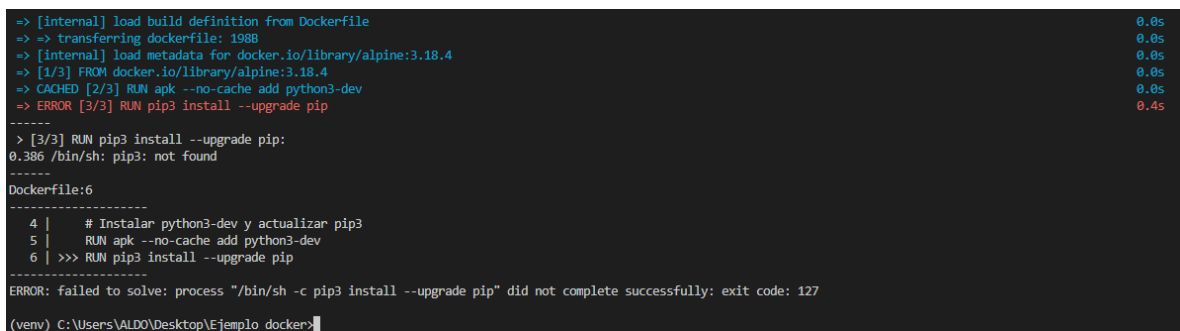 => [internal] load build definition from Dockerfile 0.0s
=> => transferring dockerfile: 198B 0.0s
=> [internal] load metadata for docker.io/library/alpine:3.18.4 0.0s
=> [1/3] FROM docker.io/library/alpine:3.18.4 0.0s
=> CACHED [2/3] RUN apk --no-cache add python3-dev 0.0s
=> ERROR [3/3] RUN pip3 install --upgrade pip 0.4s
------
> [3/3] RUN pip3 install --upgrade pip:
0.386 /bin/sh: pip3: not found
------
Dockerfile:6
--------------------
4 | # Instalar python3-dev y actualizar pip3
5 | RUN apk --no-cache add python3-dev
6 | >>> RUN pip3 install --upgrade pip
--------------------
ERROR: failed to solve: process "/bin/sh -c pip3 install --upgrade pip" did not complete successfully: exit code: 127
(venv) C:\Users\ALDO\Desktop\Ejemplo docker>